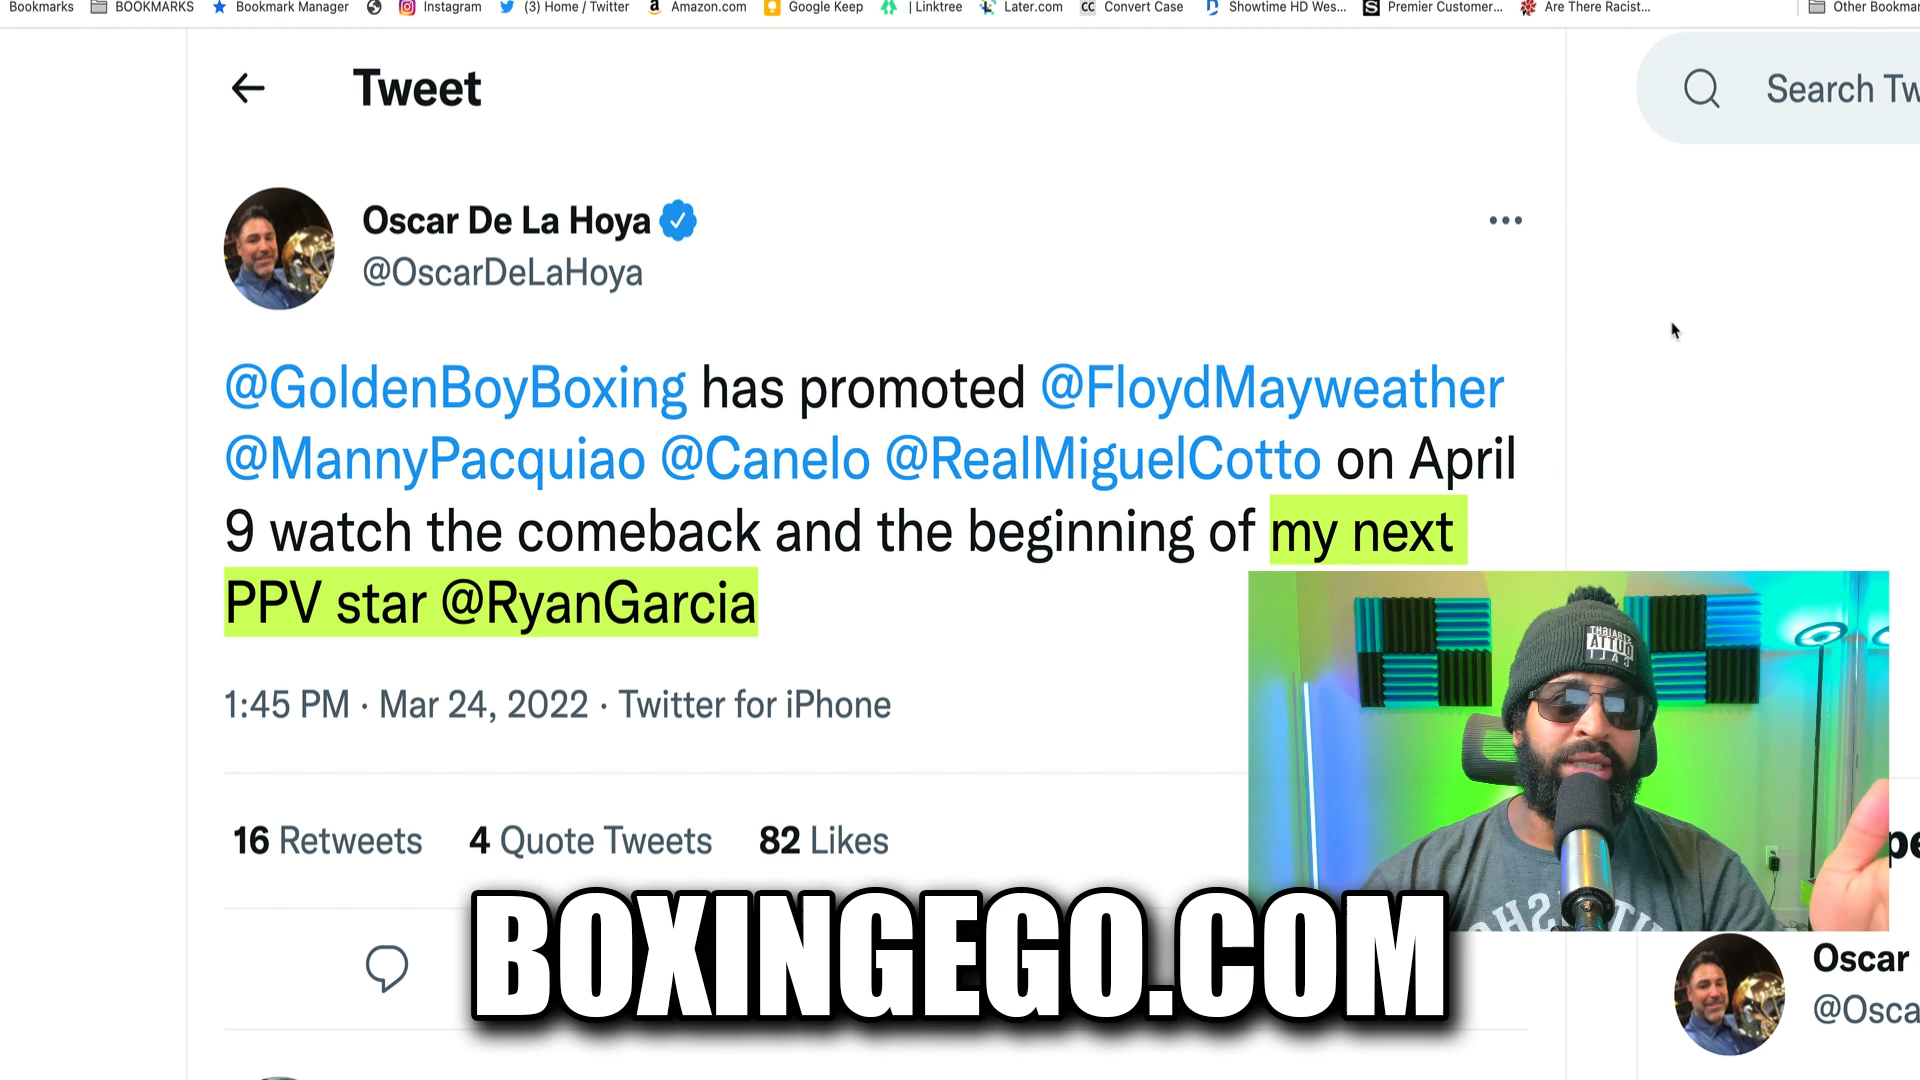 Bookmarks BOOKMARKS Bookmark Manager Instagram (3) Home / Twitter Amazon.com Google Keep | Linktree Later.com CC Convert Case Showtime HD Wes... Premier Customer... Are There Racist... Other Bookmar
Tweet
Search Tw
Oscar De La Hoya
@OscarDeLaHoya
@GoldenBoyBoxing has promoted @FloydMayweather
@MannyPacquiao @Canelo @RealMiguelCotto on April
9 watch the comeback and the beginning of my next
PPV star @RyanGarcia
1:45 PM · Mar 24, 2022 · Twitter for iPhone
STRAIGHT
OUTTA
CALI
16 Retweets 4 Quote Tweets 82 Likes
BOXINGEGO.COM
Oscar
@Osca